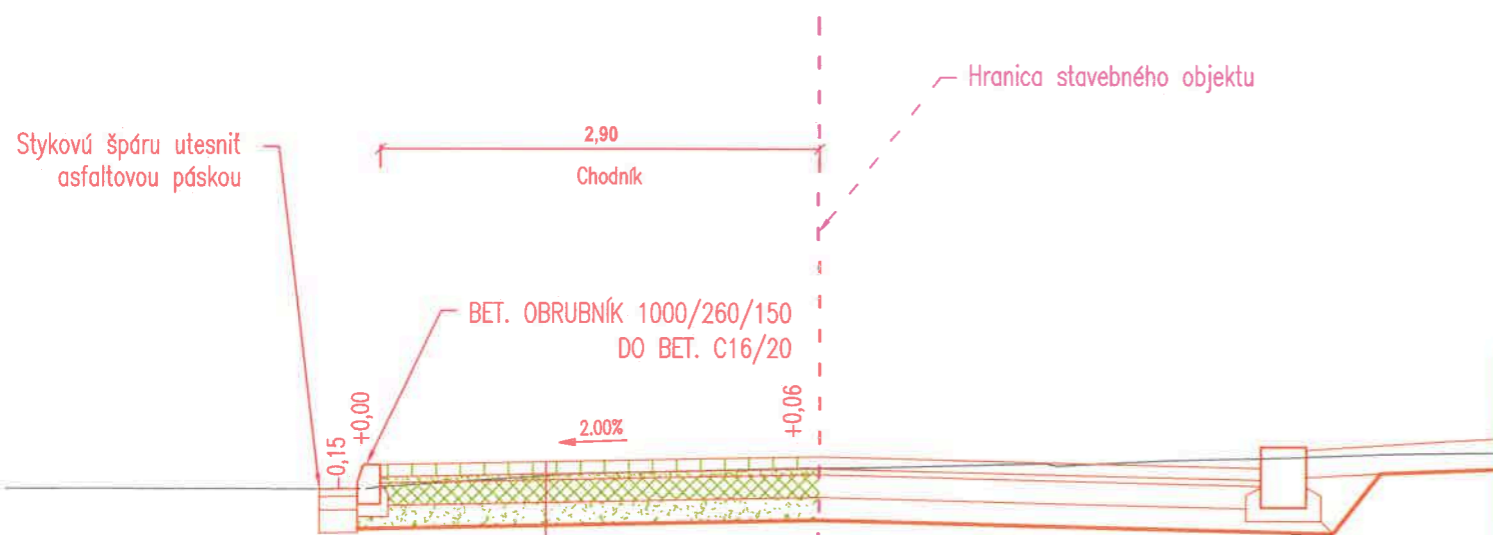 Hranica stavebného objektu
Stykovú špáru utesniť
asfaltovou páskou
2,90
Chodník
BET. OBRUBNÍK 1000/260/150
DO BET. C16/20
-0,15
+0,00
2.00%
+0,06